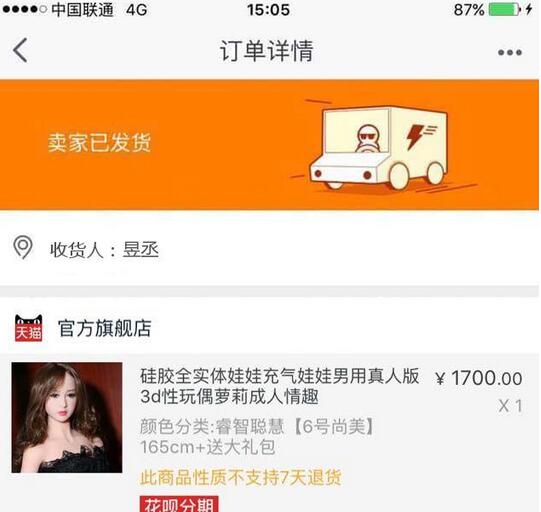 中国联通 4G 15:05 87%
订单详情
卖家已发货
收货人：昱丞
天猫 官方旗舰店
硅胶全实体娃娃充气娃娃男用真人版 ￥1700.00
3d性玩偶萝莉成人情趣 X 1
颜色分类:睿智聪慧【6号尚美】
165cm+送大礼包
此商品性质不支持7天退货
花呗分期